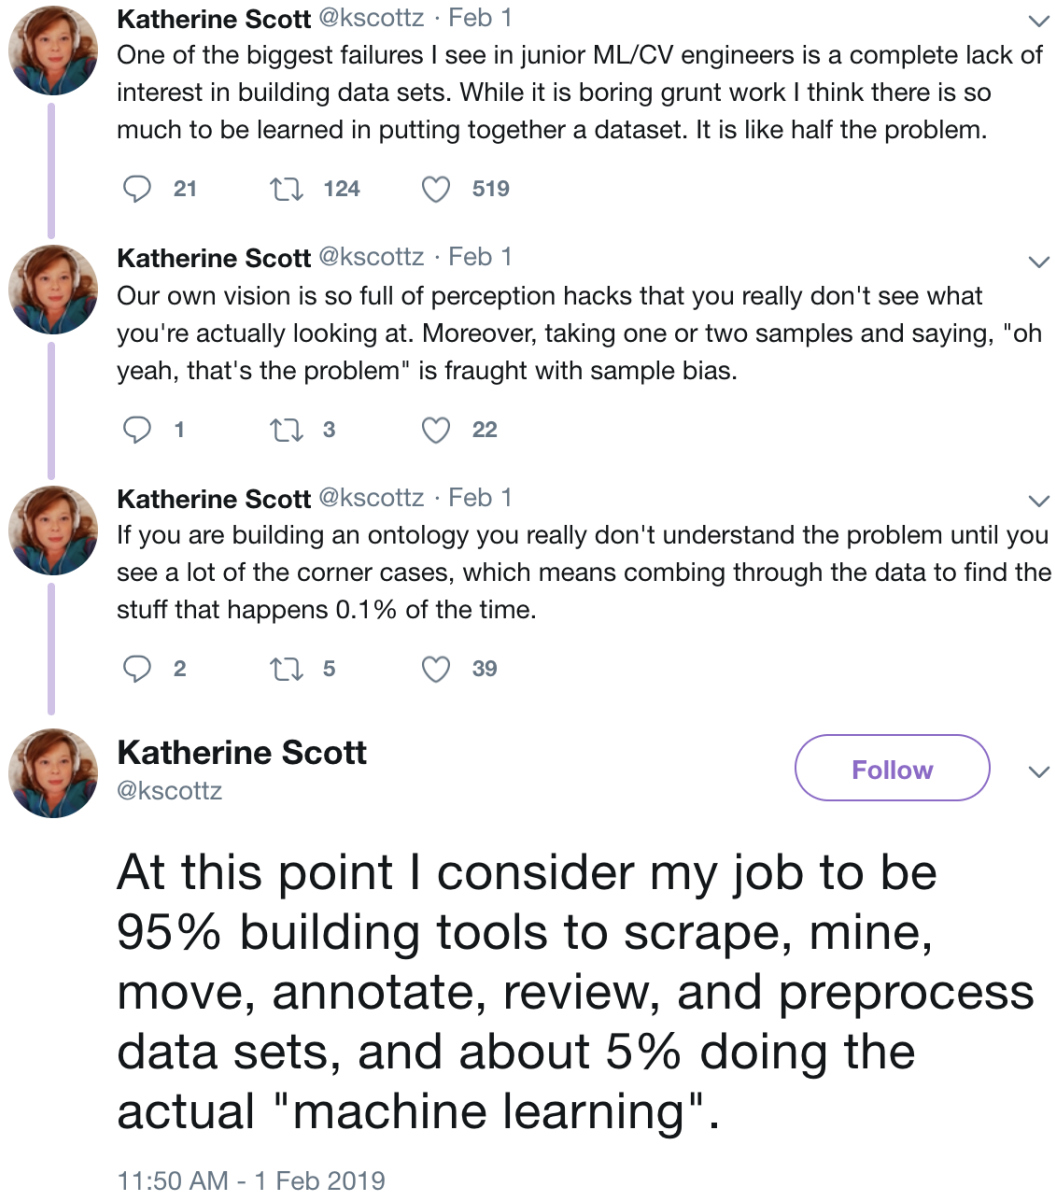 Katherine Scott @kscottz · Feb 1
One of the biggest failures I see in junior ML/CV engineers is a complete lack of
interest in building data sets. While it is boring grunt work I think there is so
much to be learned in putting together a dataset. It is like half the problem.
21 124 519
Katherine Scott @kscottz · Feb 1
Our own vision is so full of perception hacks that you really don't see what
you're actually looking at. Moreover, taking one or two samples and saying, "oh
yeah, that's the problem" is fraught with sample bias.
1 3 22
Katherine Scott @kscottz · Feb 1
If you are building an ontology you really don't understand the problem until you
see a lot of the corner cases, which means combing through the data to find the
stuff that happens 0.1% of the time.
2 5 39
Katherine Scott
@kscottz
Follow
At this point I consider my job to be
95% building tools to scrape, mine,
move, annotate, review, and preprocess
data sets, and about 5% doing the
actual "machine learning".
11:50 AM - 1 Feb 2019